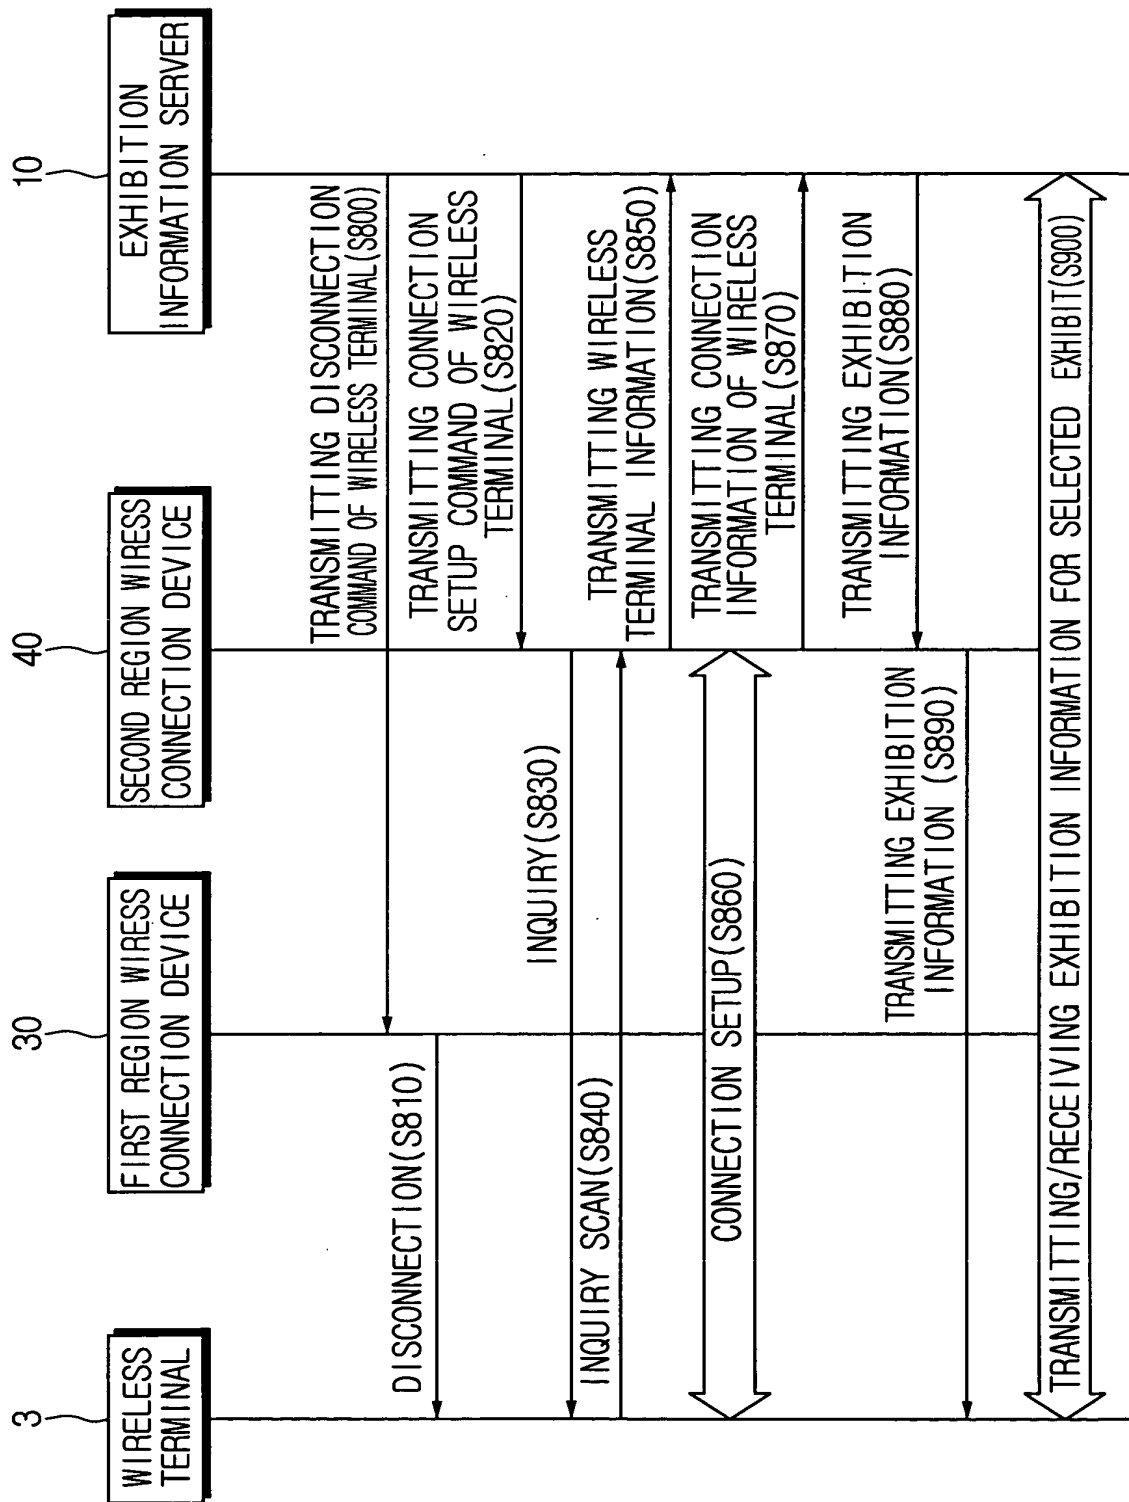 3
WIRELESS
TERMINAL
30
FIRST REGION WIRESS
CONNECTION DEVICE
40
SECOND REGION WIRESS
CONNECTION DEVICE
10
EXHIBITION
INFORMATION SERVER
TRANSMITTING DISCONNECTION
COMMAND OF WIRELESS TERMINAL(S800)
DISCONNECTION(S810)
TRANSMITTING CONNECTION
SETUP COMMAND OF WIRELESS
TERMINAL(S820)
INQUIRY(S830)
INQUIRY SCAN(S840)
TRANSMITTING WIRELESS
TERMINAL INFORMATION(S850)
CONNECTION SETUP(S860)
TRANSMITTING CONNECTION
INFORMATION OF WIRELESS
TERMINAL(S870)
TRANSMITTING EXHIBITION
INFORMATION(S880)
TRANSMITTING EXHIBITION
INFORMATION (S890)
TRANSMITTING/RECEIVING EXHIBITION INFORMATION FOR SELECTED EXHIBIT(S900)